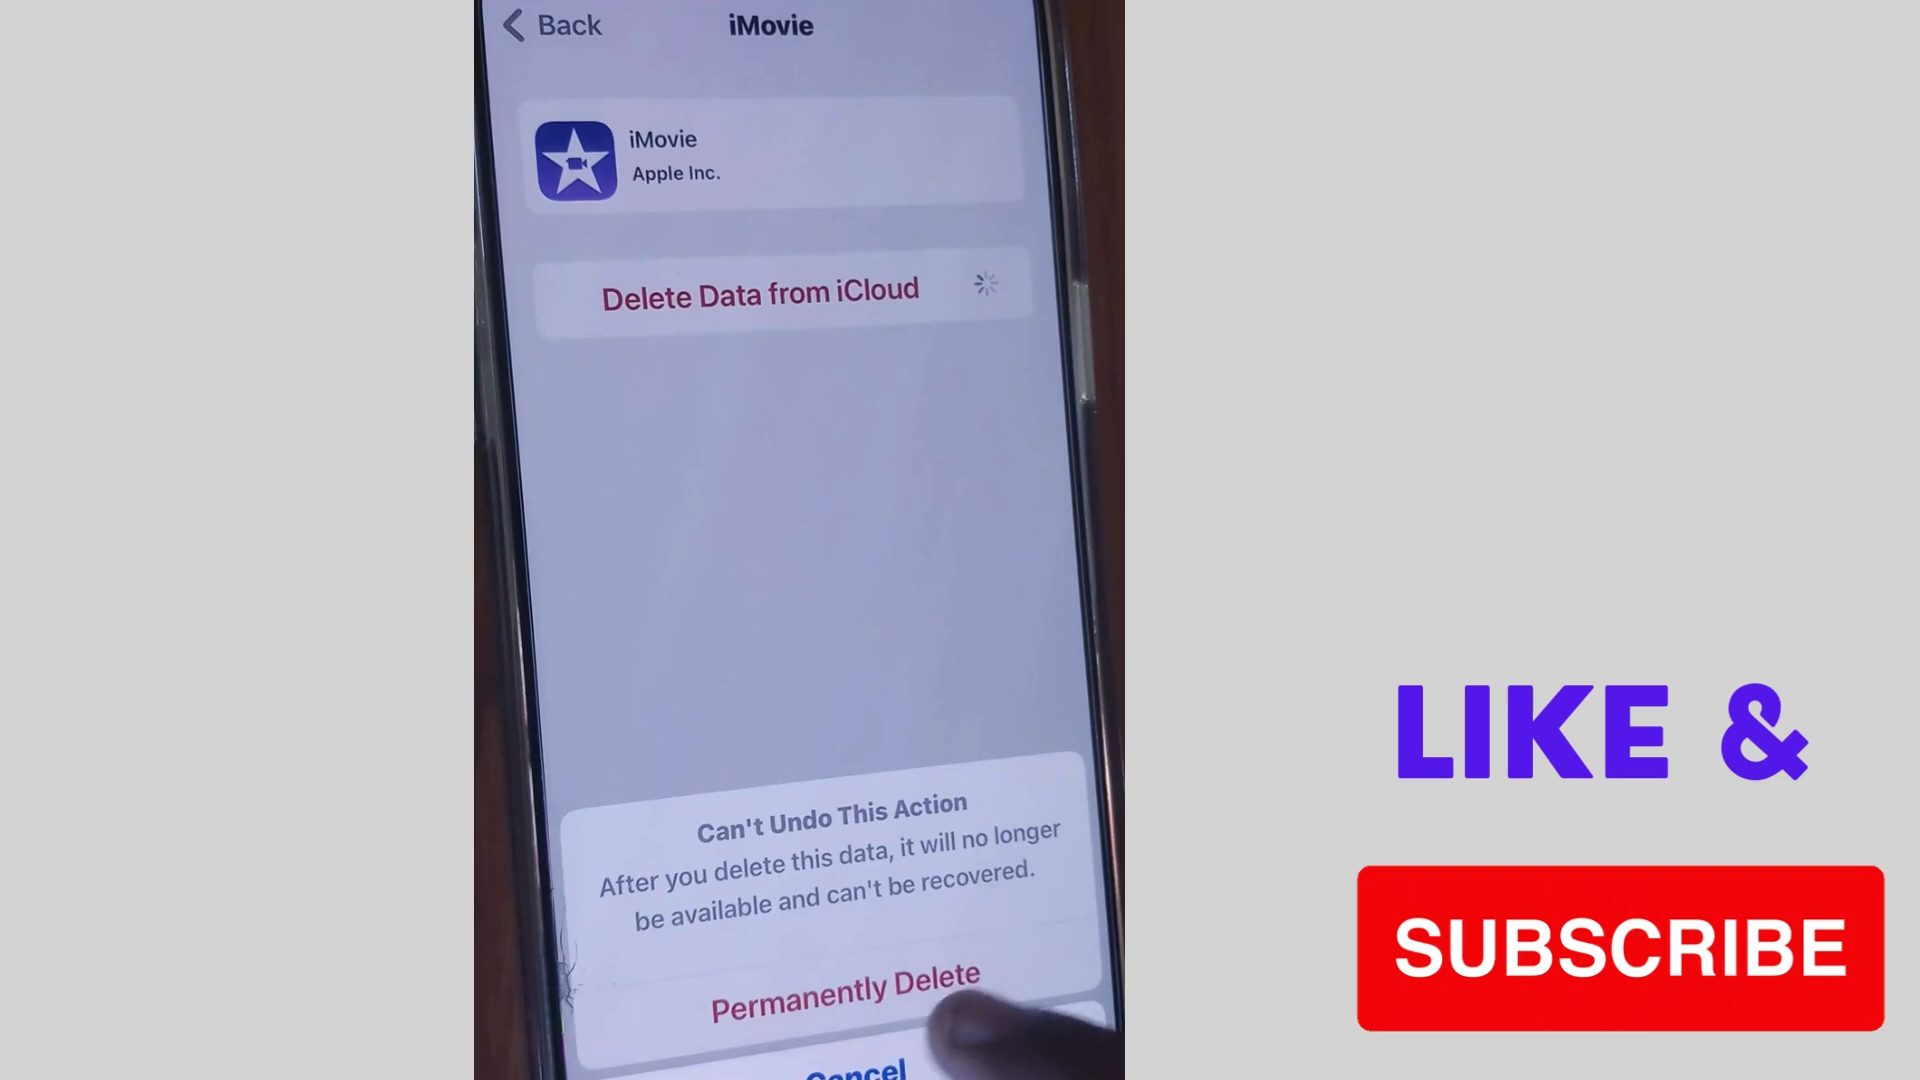 Back
iMovie
iMovie
Apple Inc.
Delete Data from iCloud
Can't Undo This Action
After you delete this data, it will no longer
be available and can't be recovered.
Permanently Delete
Cancel
LIKE &
SUBSCRIBE